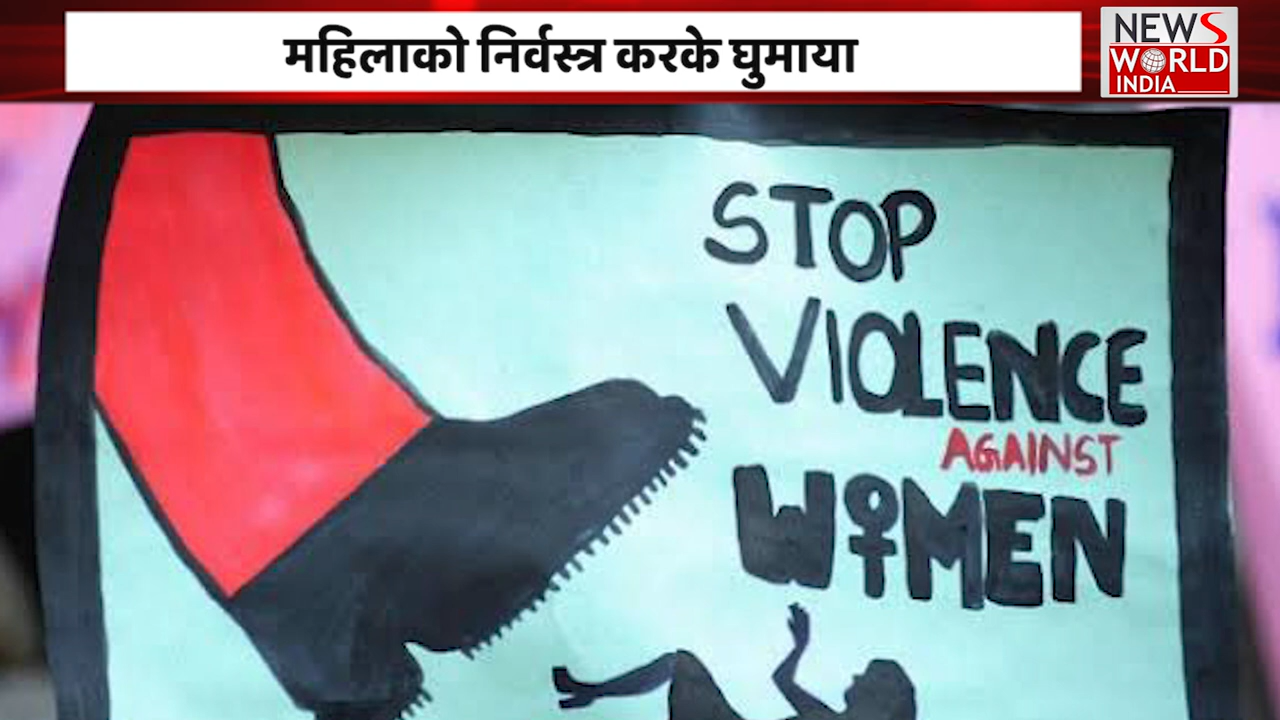 महिलाको निर्वस्त्र करके घुमाया
NEWS
WORLD
INDIA
STOP
VIOLENCE
AGAINST
WOMEN